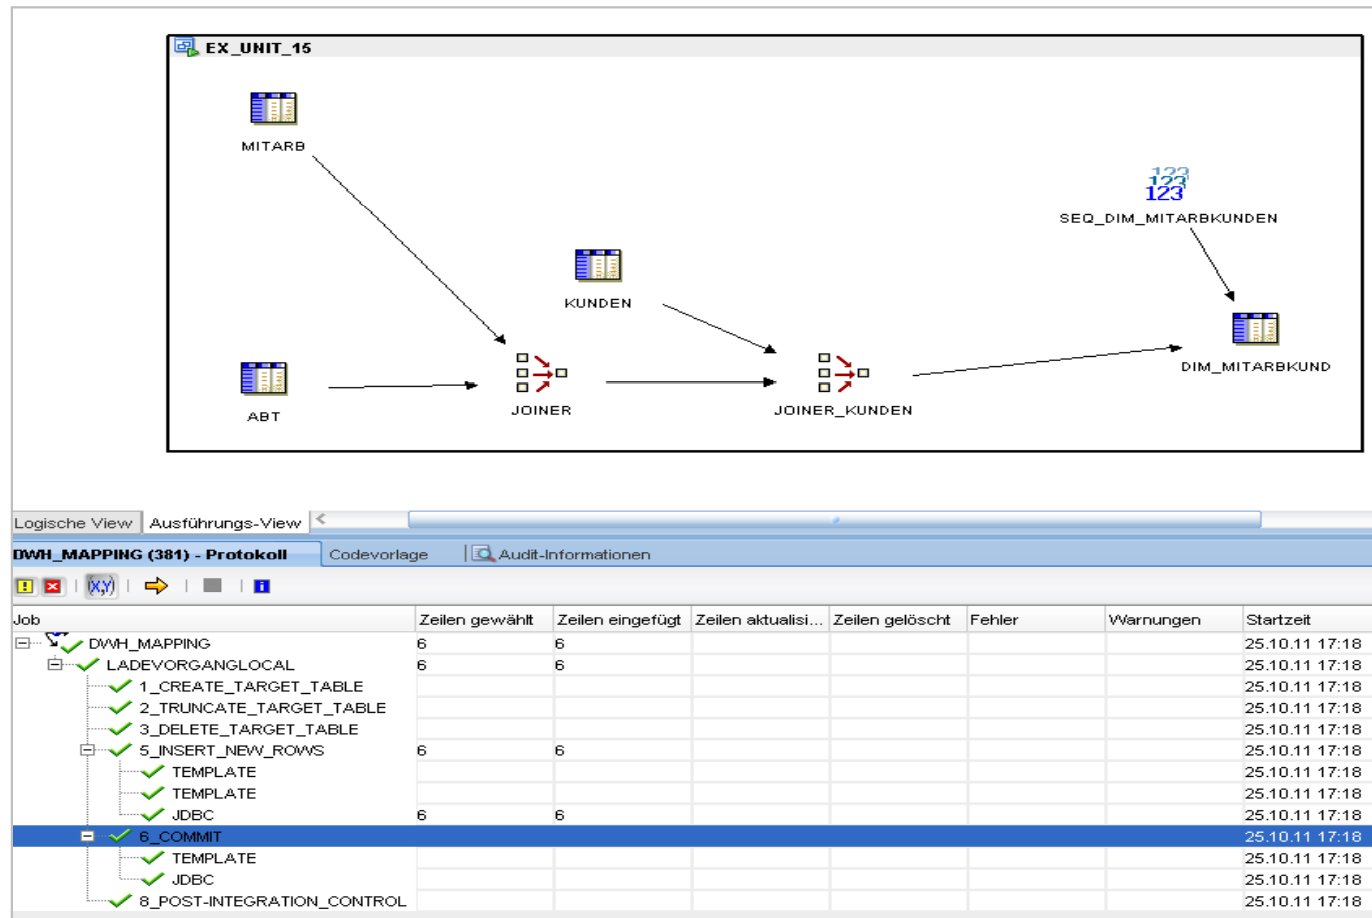 EX_UNIT_15
MITARB
123
123
123
SEQ_DIM_MITARBKUNDEN
KUNDEN
DIM_MITARBKUND
ABT
JOINER
JOINER_KUNDEN
Logische View Ausführungs-View
DWH_MAPPING (381) - Protokoll Codevorlage Audit-Informationen
(X,Y)
Job Zeilen gewählt Zeilen eingefügt Zeilen aktualisi... Zeilen gelöscht Fehler Warnungen Startzeit
DWH_MAPPING 6 6 25.10.11 17:18
LADEVORGANGLOCAL 6 6 25.10.11 17:18
1_CREATE_TARGET_TABLE 25.10.11 17:18
2_TRUNCATE_TARGET_TABLE 25.10.11 17:18
3_DELETE_TARGET_TABLE 25.10.11 17:18
5_INSERT_NEW_ROWS 6 6 25.10.11 17:18
TEMPLATE 25.10.11 17:18
TEMPLATE 25.10.11 17:18
JDBC 6 6 25.10.11 17:18
6_COMMIT 25.10.11 17:18
TEMPLATE 25.10.11 17:18
JDBC 25.10.11 17:18
8_POST-INTEGRATION_CONTROL 25.10.11 17:18